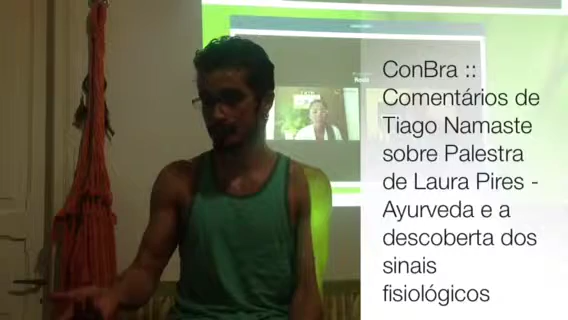 ConBra ::
Comentários de
Tiago Namaste
sobre Palestra
de Laura Pires -
Ayurveda e a
descoberta dos
sinais
fisiológicos